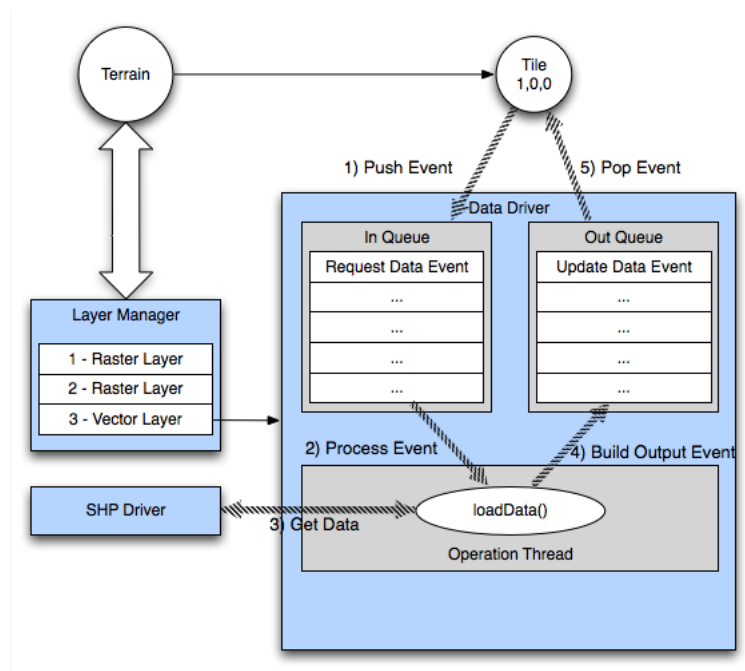 Terrain
Tile
1,0,0
1) Push Event
5) Pop Event
Data Driver
In Queue
Request Data Event
...
...
...
...
Out Queue
Update Data Event
...
...
...
...
Layer Manager
1 - Raster Layer
2 - Raster Layer
3 - Vector Layer
2) Process Event
4) Build Output Event
SHP Driver
3) Get Data
loadData()
Operation Thread